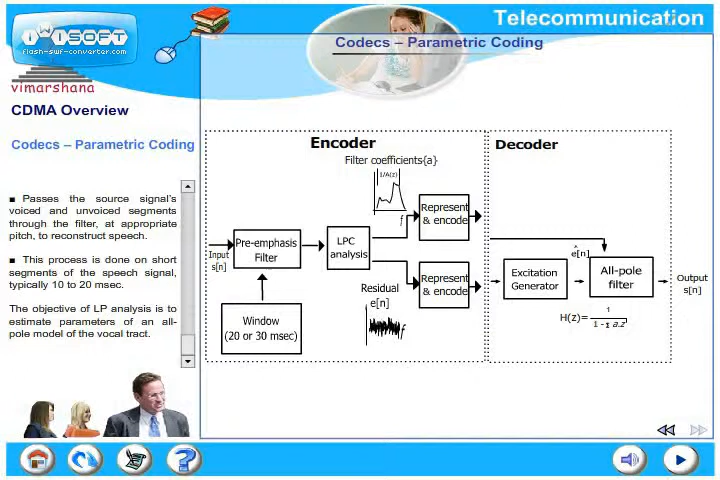 Telecommunication
iWiSOFT
flash-swf-converter.com
vimarshana
Codecs – Parametric Coding
CDMA Overview
Codecs – Parametric Coding
■ Passes the source signal's
voiced and unvoiced segments
through the filter, at appropriate
pitch, to reconstruct speech.
■ This process is done on short
segments of the speech signal,
typically 10 to 20 msec.
The objective of LP analysis is to
estimate parameters of an all-
pole model of the vocal tract.
Encoder
Filter coefficients{a}
|1/A(z)|
f
Represent
& encode
Input
s[n]
Pre-emphasis
Filter
LPC
analysis
Residual
e[n]
f
Represent
& encode
Window
(20 or 30 msec)
Decoder
ê[n]
Excitation
Generator
All-pole
filter
Output
s[n]
H(z)=
1
1 - Σ a.z